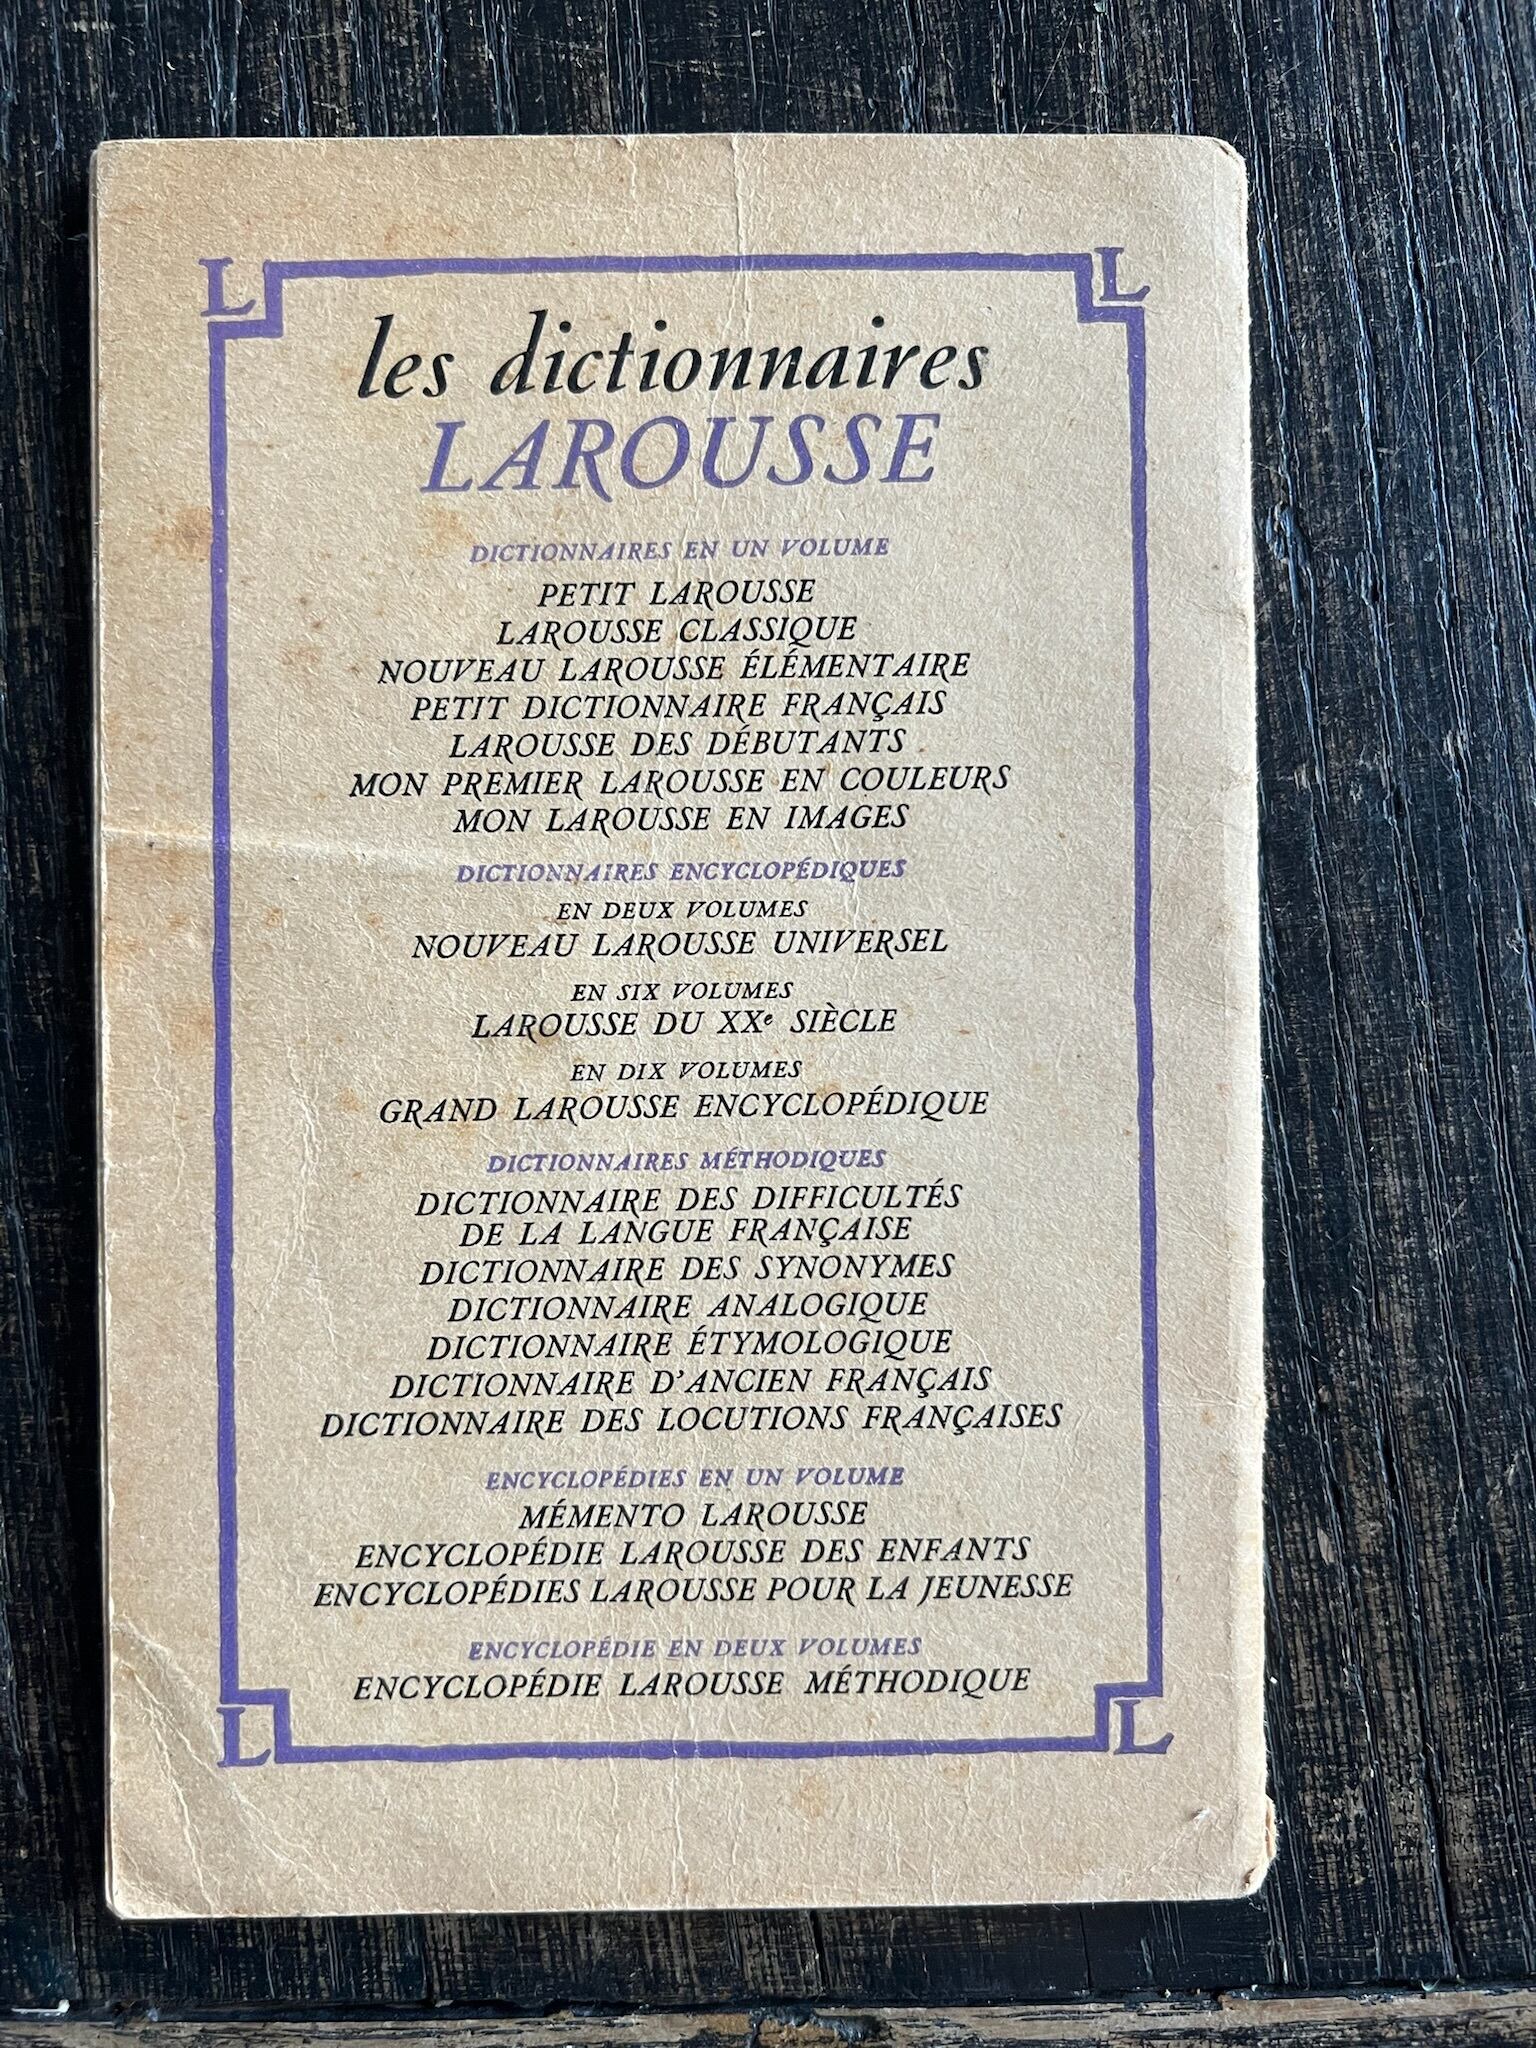 L L
les dictionnaires
LAROUSSE
DICTIONNAIRES EN UN VOLUME
PETIT LAROUSSE
LAROUSSE CLASSIQUE
NOUVEAU LAROUSSE ÉLÉMENTAIRE
PETIT DICTIONNAIRE FRANÇAIS
LAROUSSE DES DÉBUTANTS
MON PREMIER LAROUSSE EN COULEURS
MON LAROUSSE EN IMAGES
DICTIONNAIRES ENCYCLOPÉDIQUES
EN DEUX VOLUMES
NOUVEAU LAROUSSE UNIVERSEL
EN SIX VOLUMES
LAROUSSE DU XXe SIÈCLE
EN DIX VOLUMES
GRAND LAROUSSE ENCYCLOPÉDIQUE
DICTIONNAIRES MÉTHODIQUES
DICTIONNAIRE DES DIFFICULTÉS
DE LA LANGUE FRANÇAISE
DICTIONNAIRE DES SYNONYMES
DICTIONNAIRE ANALOGIQUE
DICTIONNAIRE ÉTYMOLOGIQUE
DICTIONNAIRE D'ANCIEN FRANÇAIS
DICTIONNAIRE DES LOCUTIONS FRANÇAISES
ENCYCLOPÉDIES EN UN VOLUME
MÉMENTO LAROUSSE
ENCYCLOPÉDIE LAROUSSE DES ENFANTS
ENCYCLOPÉDIES LAROUSSE POUR LA JEUNESSE
ENCYCLOPÉDIE EN DEUX VOLUMES
ENCYCLOPÉDIE LAROUSSE MÉTHODIQUE
L L